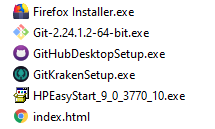 Firefox Installer.exe
Git-2.24.1.2-64-bit.exe
GitHubDesktopSetup.exe
GitKrakenSetup.exe
HPEasyStart_9_0_3770_10.exe
index.html